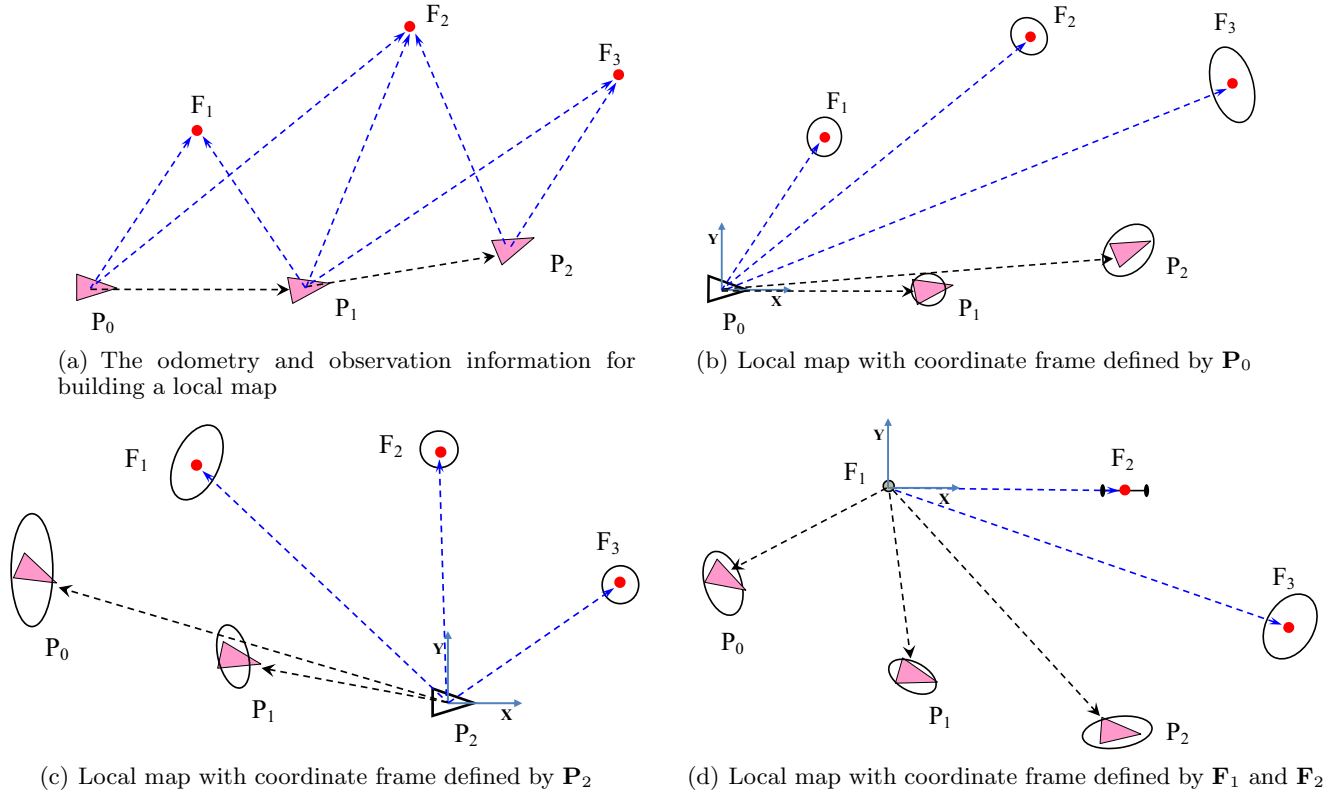 F₂
F₃
F₁
P₂
P₁
P₀
(a) The odometry and observation information for
building a local map
F₂
F₃
F₁
Y
P₂
X
P₁
P₀
(b) Local map with coordinate frame defined by P₀
F₂
F₁
F₃
P₀
Y
P₁
X
P₂
(c) Local map with coordinate frame defined by P₂
Y
F₁
F₂
X
F₃
P₀
P₁
P₂
(d) Local map with coordinate frame defined by F₁ and F₂